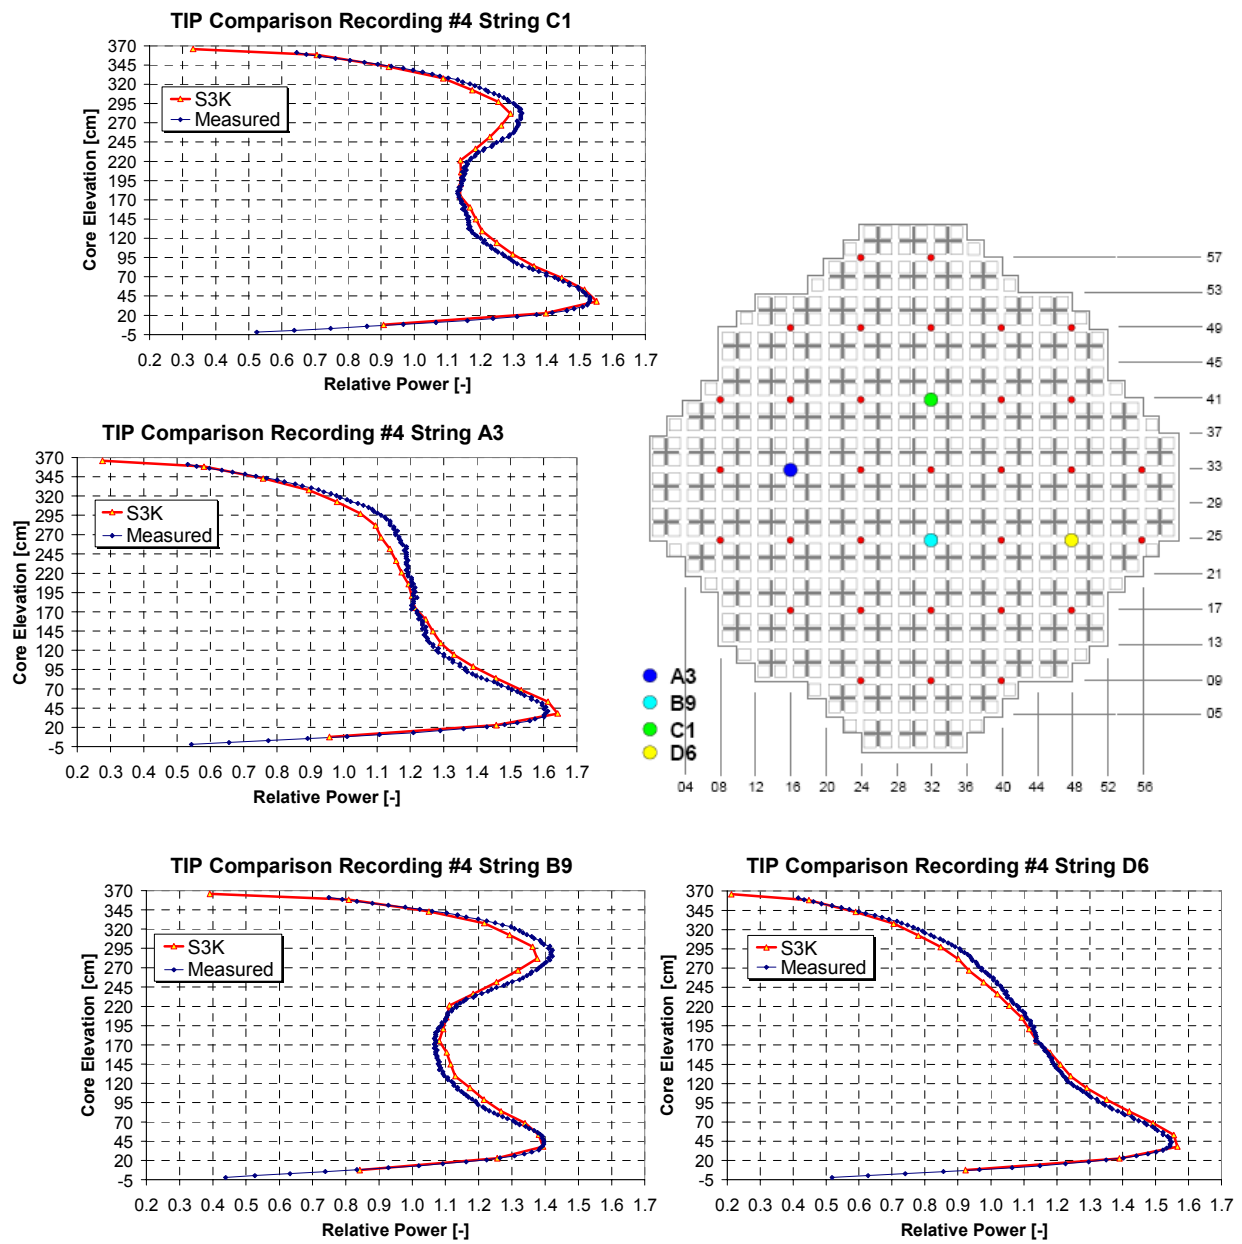 TIP Comparison Recording #4 String C1
Core Elevation [cm]
370
345
320
295
270
245
220
195
170
145
120
95
70
45
20
-5
S3K
Measured
0.2 0.3 0.4 0.5 0.6 0.7 0.8 0.9 1.0 1.1 1.2 1.3 1.4 1.5 1.6 1.7
Relative Power [-]
TIP Comparison Recording #4 String A3
Core Elevation [cm]
370
345
320
295
270
245
220
195
170
145
120
95
70
45
20
-5
S3K
Measured
0.2 0.3 0.4 0.5 0.6 0.7 0.8 0.9 1.0 1.1 1.2 1.3 1.4 1.5 1.6 1.7
Relative Power [-]
57
53
49
45
41
37
33
29
25
21
17
13
09
05
A3
B9
C1
D6
04 08 12 16 20 24 28 32 36 40 44 48 52 56
TIP Comparison Recording #4 String B9
Core Elevation [cm]
370
345
320
295
270
245
220
195
170
145
120
95
70
45
20
-5
S3K
Measured
0.2 0.3 0.4 0.5 0.6 0.7 0.8 0.9 1.0 1.1 1.2 1.3 1.4 1.5 1.6 1.7
Relative Power [-]
TIP Comparison Recording #4 String D6
Core Elevation [cm]
370
345
320
295
270
245
220
195
170
145
120
95
70
45
20
-5
S3K
Measured
0.2 0.3 0.4 0.5 0.6 0.7 0.8 0.9 1.0 1.1 1.2 1.3 1.4 1.5 1.6 1.7
Relative Power [-]